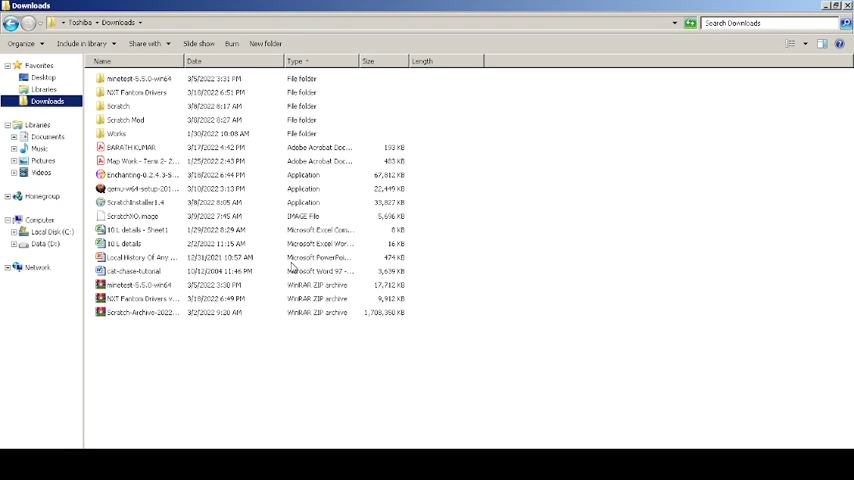 Downloads
Toshiba ▸ Downloads ▸
Search Downloads
Organize ▾ Include in library ▾ Share with ▾ Slide show Burn New folder
Favorites
Desktop
Libraries
Downloads
Libraries
Documents
Music
Pictures
Videos
Homegroup
Computer
Local Disk (C:)
Data (D:)
Network
Name Date Type Size Length
minetest-5.5.0-win64 3/5/2022 3:31 PM File folder
NXT Fantom Drivers 3/18/2022 6:51 PM File folder
Scratch 3/8/2022 8:17 AM File folder
Scratch Mod 3/8/2022 8:27 AM File folder
Works 1/30/2022 10:08 AM File folder
BARATH KUMAR 3/17/2022 4:42 PM Adobe Acrobat Doc... 193 KB
Map Work - Term 2- 2... 1/25/2022 2:43 PM Adobe Acrobat Doc... 483 KB
Enchanting-0.2.4.3-S... 3/18/2022 6:44 PM Application 67,812 KB
qemu-w64-setup-201... 3/10/2022 3:13 PM Application 22,449 KB
ScratchInstaller1.4 3/8/2022 8:05 AM Application 33,827 KB
ScratchXO.image 3/9/2022 7:45 AM IMAGE File 5,696 KB
10 L details - Sheet1 1/29/2022 8:29 AM Microsoft Excel Com... 8 KB
10 L details 2/2/2022 11:15 AM Microsoft Excel Wor... 16 KB
Local History Of Any ... 12/31/2021 10:57 AM Microsoft PowerPoi... 474 KB
cat-chase-tutorial 10/12/2004 11:46 PM Microsoft Word 97 -... 3,639 KB
minetest-5.5.0-win64 3/5/2022 3:30 PM WinRAR ZIP archive 17,712 KB
NXT Fantom Drivers v... 3/18/2022 6:49 PM WinRAR ZIP archive 9,912 KB
Scratch-Archive-2022... 3/2/2022 9:20 AM WinRAR ZIP archive 1,708,350 KB